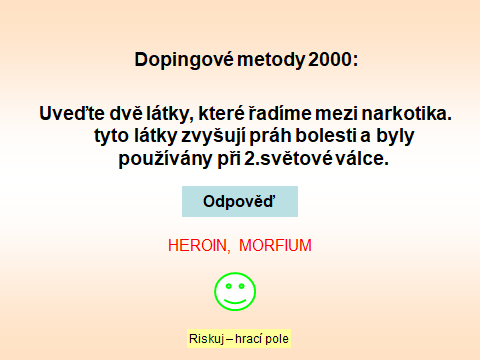 Dopingové metody 2000:
Uveďte dvě látky, které řadíme mezi narkotika.
tyto látky zvyšují práh bolesti a byly
používány při 2.světové válce.
Odpověď
HEROIN, MORFIUM
Riskuj – hrací pole